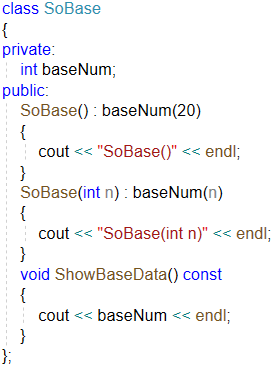 class SoBase
{
private:
    int baseNum;
public:
    SoBase() : baseNum(20)
    {
        cout << "SoBase()" << endl;
    }
    SoBase(int n) : baseNum(n)
    {
        cout << "SoBase(int n)" << endl;
    }
    void ShowBaseData() const
    {
        cout << baseNum << endl;
    }
};